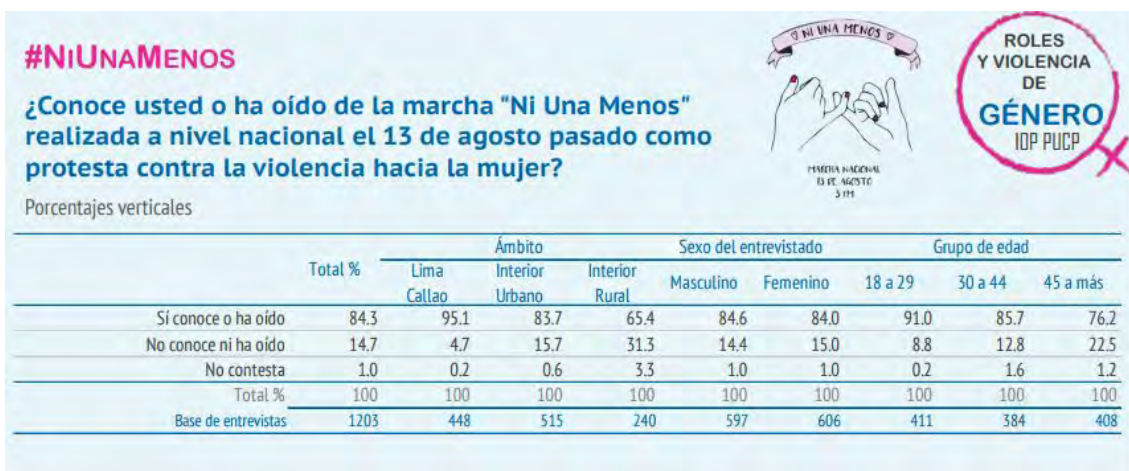 #NIUNAMENOS
¿Conoce usted o ha oído de la marcha "Ni Una Menos"
realizada a nivel nacional el 13 de agosto pasado como
protesta contra la violencia hacia la mujer?
Porcentajes verticales
NI UNA MENOS
MARCHA NACIONAL
13 DE AGOSTO
3 PM
ROLES
Y VIOLENCIA
DE
GÉNERO
IOP PUCP
Total % Ámbito Sexo del entrevistado Grupo de edad
Lima Callao Interior Urbano Interior Rural Masculino Femenino 18 a 29 30 a 44 45 a más
Sí conoce o ha oído 84.3 95.1 83.7 65.4 84.6 84.0 91.0 85.7 76.2
No conoce ni ha oído 14.7 4.7 15.7 31.3 14.4 15.0 8.8 12.8 22.5
No contesta 1.0 0.2 0.6 3.3 1.0 1.0 0.2 1.6 1.2
Total % 100 100 100 100 100 100 100 100 100
Base de entrevistas 1203 448 515 240 597 606 411 384 408